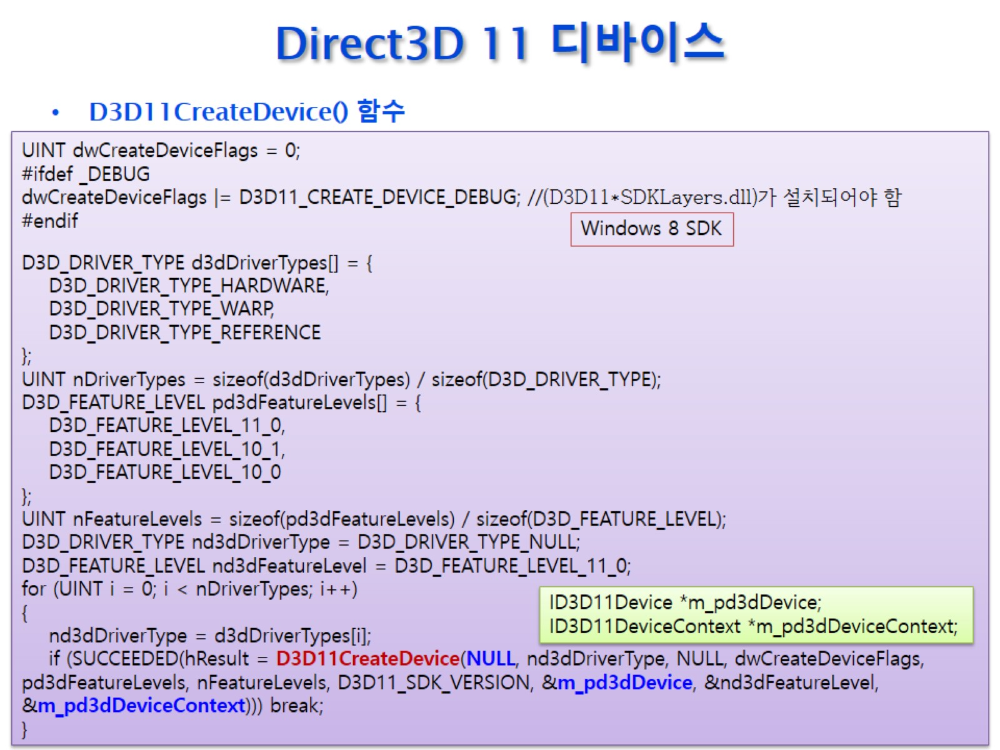 Direct3D 11 디바이스
• D3D11CreateDevice() 함수
UINT dwCreateDeviceFlags = 0;
#ifdef _DEBUG
dwCreateDeviceFlags |= D3D11_CREATE_DEVICE_DEBUG; //(D3D11*SDKLayers.dll)가 설치되어야 함
#endif
Windows 8 SDK
D3D_DRIVER_TYPE d3dDriverTypes[] = {
D3D_DRIVER_TYPE_HARDWARE,
D3D_DRIVER_TYPE_WARP,
D3D_DRIVER_TYPE_REFERENCE
};
UINT nDriverTypes = sizeof(d3dDriverTypes) / sizeof(D3D_DRIVER_TYPE);
D3D_FEATURE_LEVEL pd3dFeatureLevels[] = {
D3D_FEATURE_LEVEL_11_0,
D3D_FEATURE_LEVEL_10_1,
D3D_FEATURE_LEVEL_10_0
};
UINT nFeatureLevels = sizeof(pd3dFeatureLevels) / sizeof(D3D_FEATURE_LEVEL);
D3D_DRIVER_TYPE nd3dDriverType = D3D_DRIVER_TYPE_NULL;
D3D_FEATURE_LEVEL nd3dFeatureLevel = D3D_FEATURE_LEVEL_11_0;
for (UINT i = 0; i < nDriverTypes; i++)
{
ID3D11Device *m_pd3dDevice;
ID3D11DeviceContext *m_pd3dDeviceContext;
nd3dDriverType = d3dDriverTypes[i];
if (SUCCEEDED(hResult = D3D11CreateDevice(NULL, nd3dDriverType, NULL, dwCreateDeviceFlags,
pd3dFeatureLevels, nFeatureLevels, D3D11_SDK_VERSION, &m_pd3dDevice, &nd3dFeatureLevel,
&m_pd3dDeviceContext))) break;
}